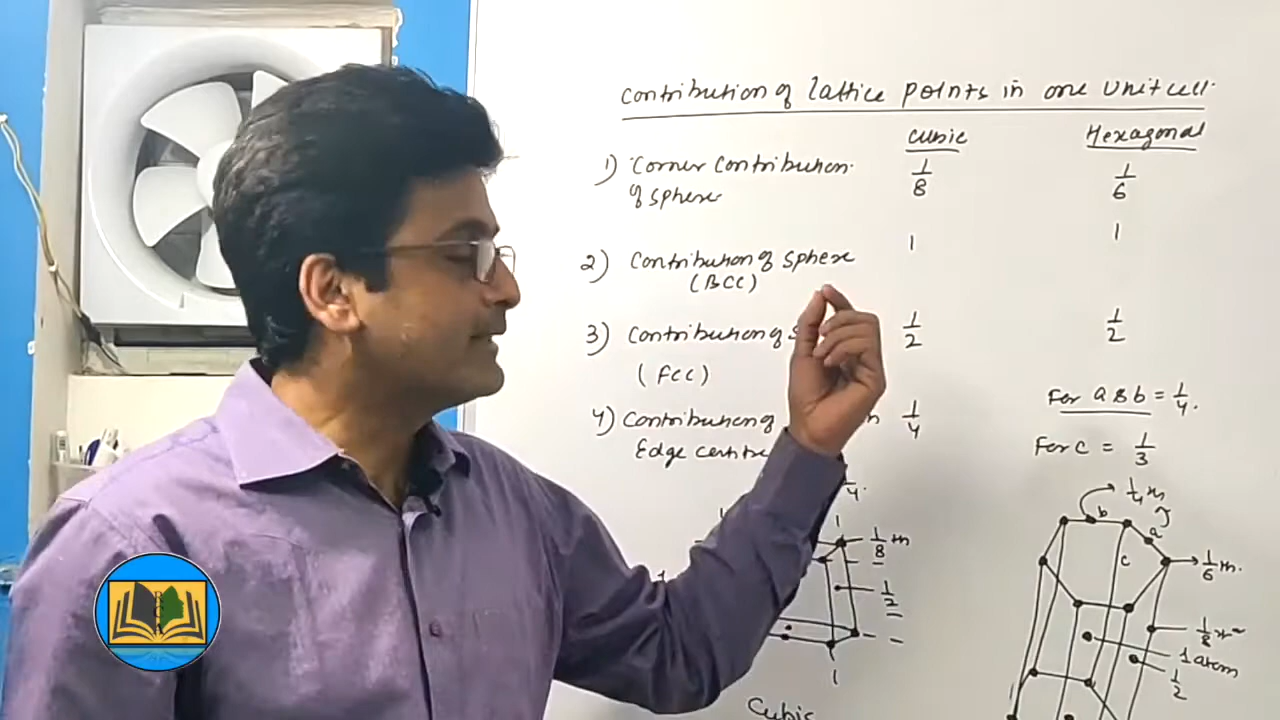 Contribution of Lattice Points in one Unit cell.
Cubic Hexagonal
1) Corner Contribution of sphere 1/8 1/6
2) Contribution of sphere (BCC) 1 1
3) Contribution of 1/2 1/2
(FCC)
4) Contribution of 1/4
Edge centre
For a & b = 1/4.
For c = 1/3
1/4
b
a
c
1/8
1/2
1/6
1 atom
1/2
Cubic